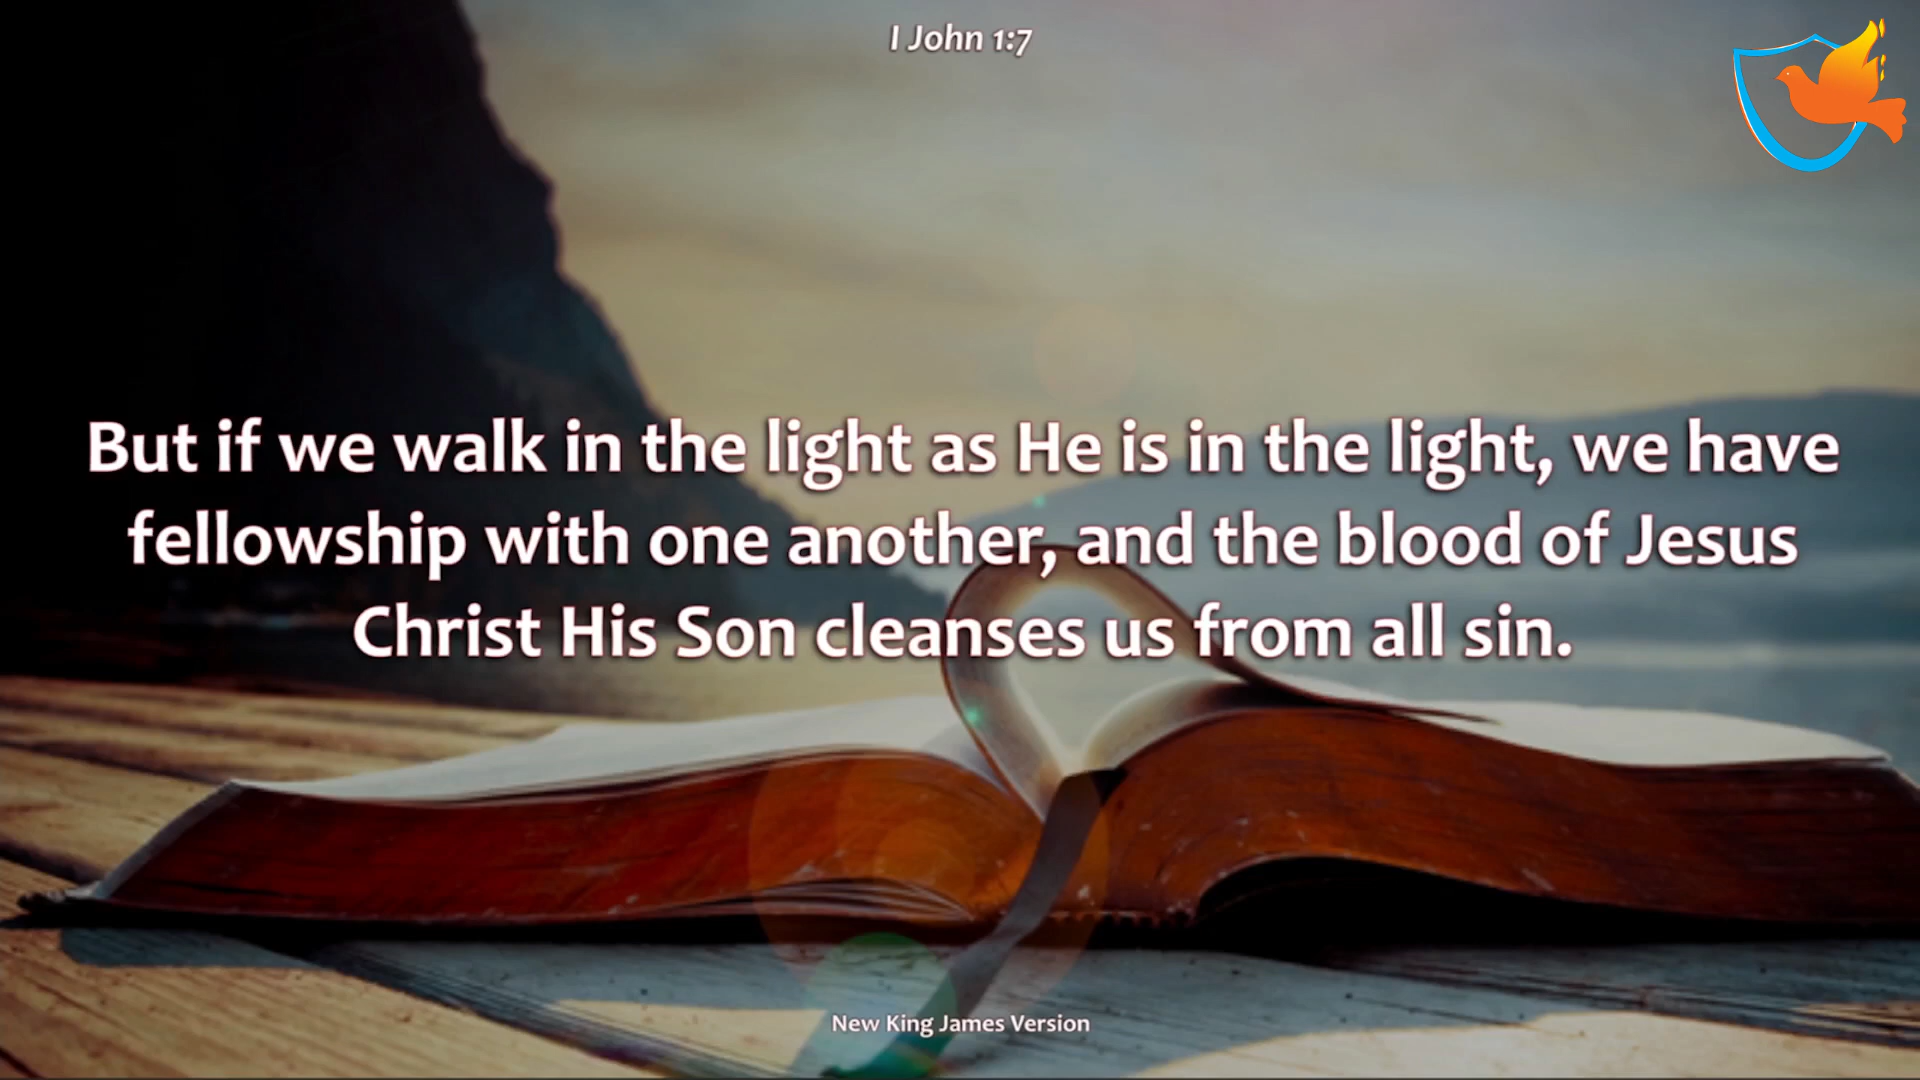 I John 1:7
But if we walk in the light as He is in the light, we have
fellowship with one another, and the blood of Jesus
Christ His Son cleanses us from all sin.
New King James Version